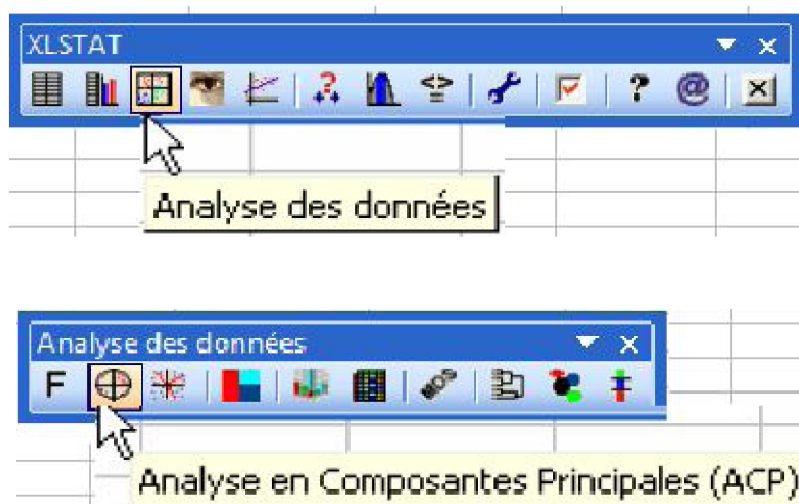 XLSTAT
?
@
Analyse des données
Analyse des données
F
Analyse en Composantes Principales (ACP)